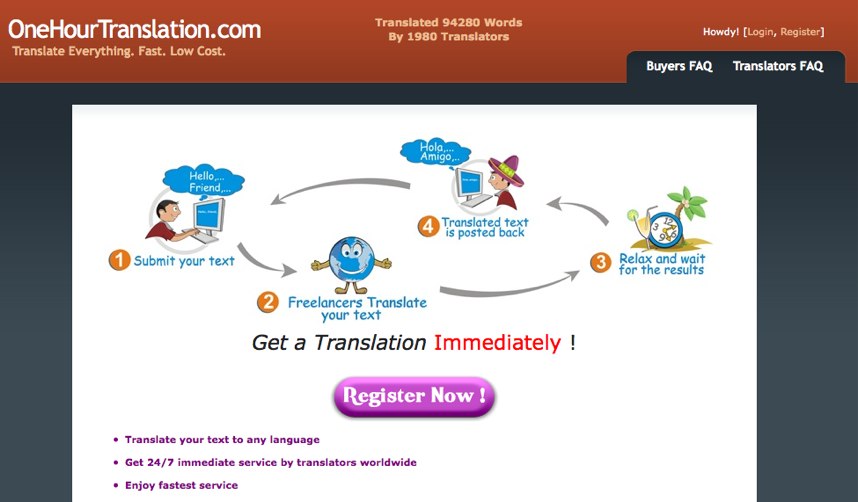 OneHourTranslation.com
Translate Everything. Fast. Low Cost.
Translated 94280 Words
By 1980 Translators
Howdy! [Login, Register]
Buyers FAQ Translators FAQ
Hello,...
Friend,...
1 Submit your text
2 Freelancers Translate
your text
Hola,...
Amigo,..
4 Translated text
is posted back
3 Relax and wait
for the results
Get a Translation Immediately !
Register Now !
• Translate your text to any language
• Get 24/7 immediate service by translators worldwide
• Enjoy fastest service